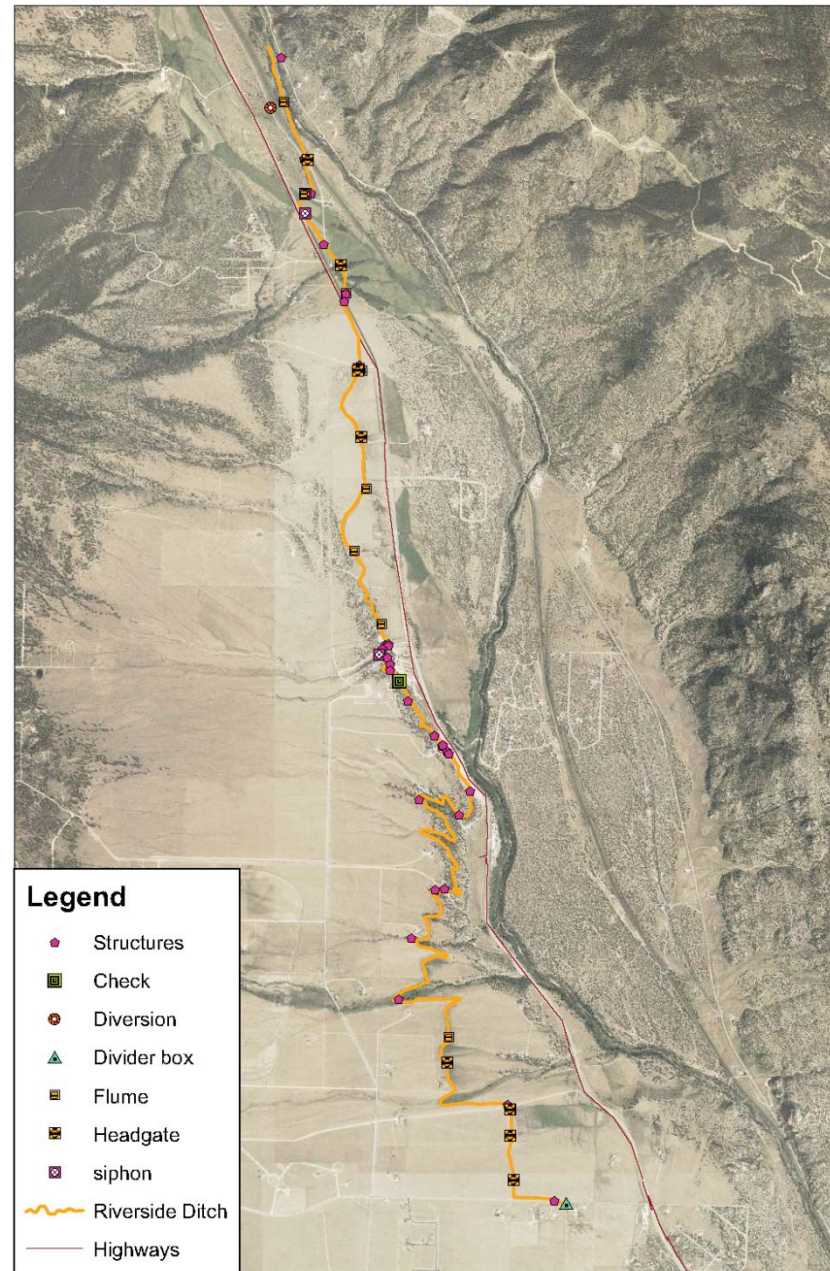 Legend
Structures
Check
Diversion
Divider box
Flume
Headgate
siphon
Riverside Ditch
Highways